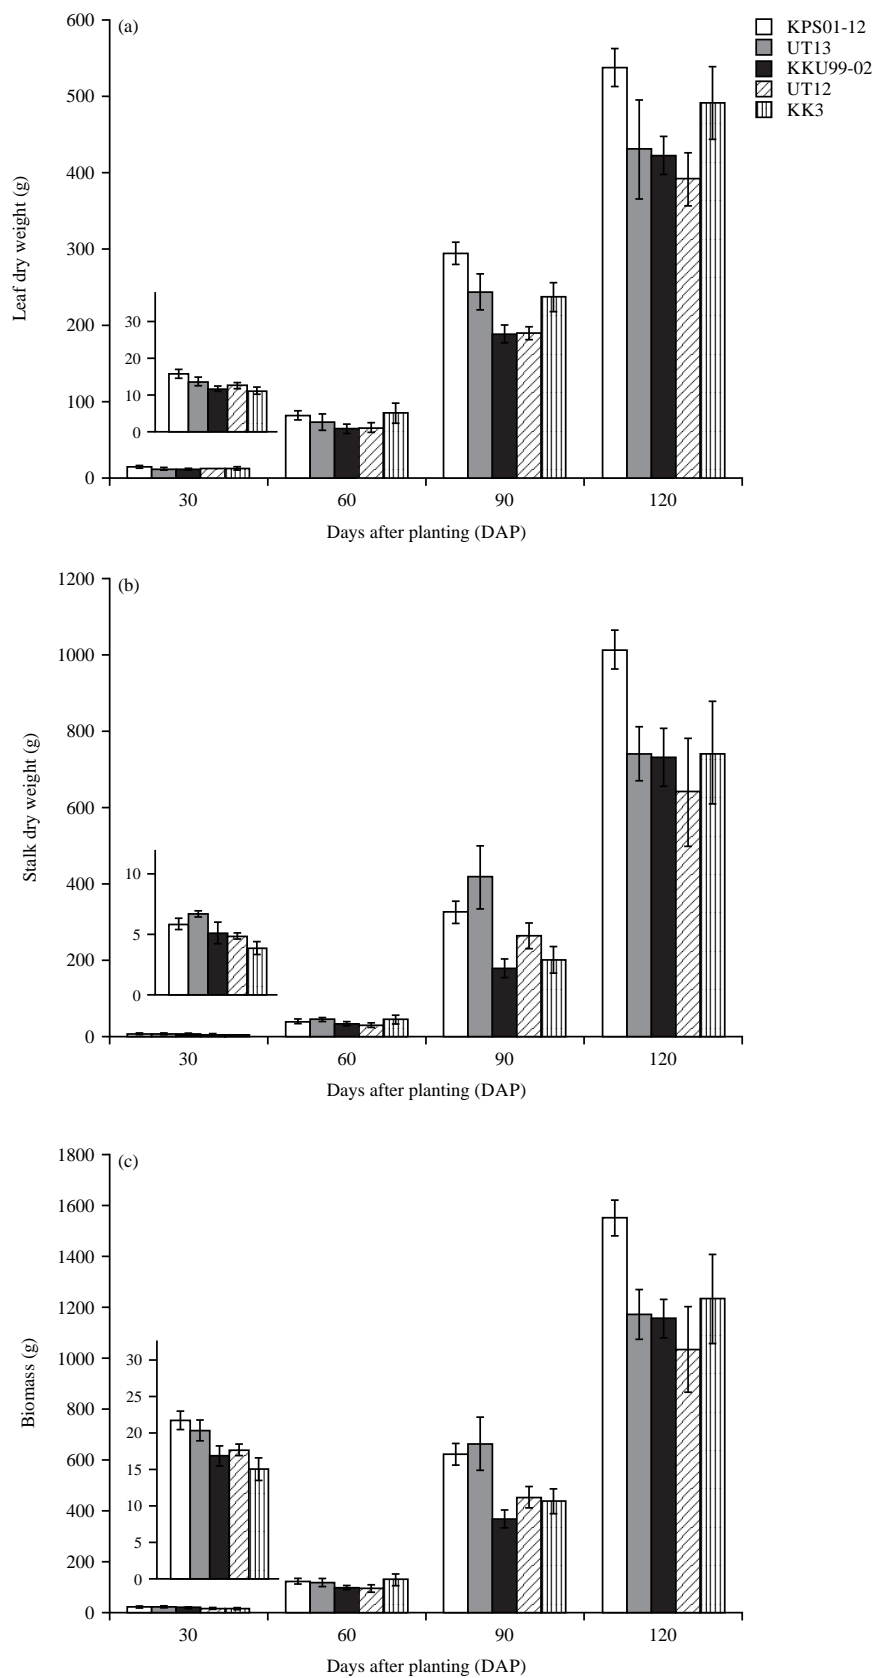 600
(a)
KPS01-12
UT13
KKU99-02
UT12
KK3
500
400
300
200
100
0
Leaf dry weight (g)
30
20
10
0
30 60 90 120
Days after planting (DAP)
1200
(b)
1000
800
600
400
200
0
Stalk dry weight (g)
10
5
0
30 60 90 120
Days after planting (DAP)
1800
(c)
1600
1400
1200
1000
800
600
400
200
0
Biomass (g)
30
25
20
15
10
5
0
30 60 90 120
Days after planting (DAP)